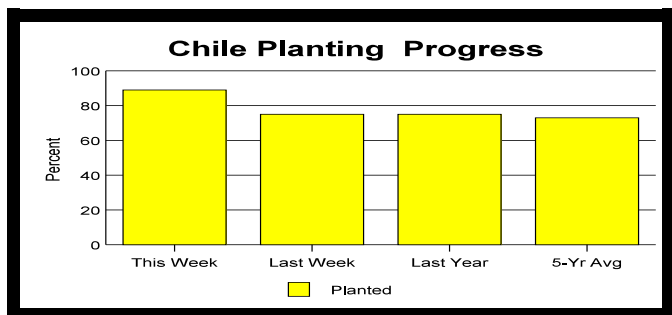 Chile Planting Progress
100
80
60
40
20
0
Percent
This Week Last Week Last Year 5-Yr Avg
Planted